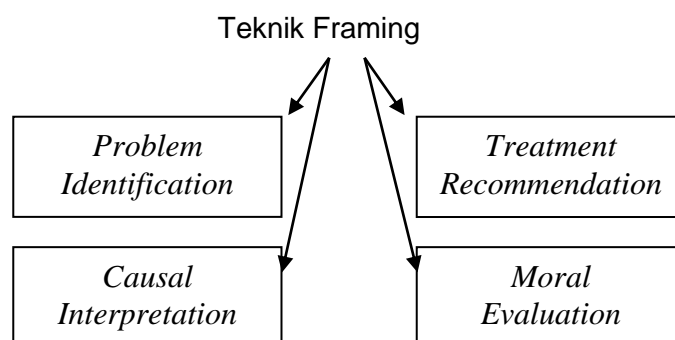 Teknik Framing
Problem
Identification
Treatment
Recommendation
Causal
Interpretation
Moral
Evaluation